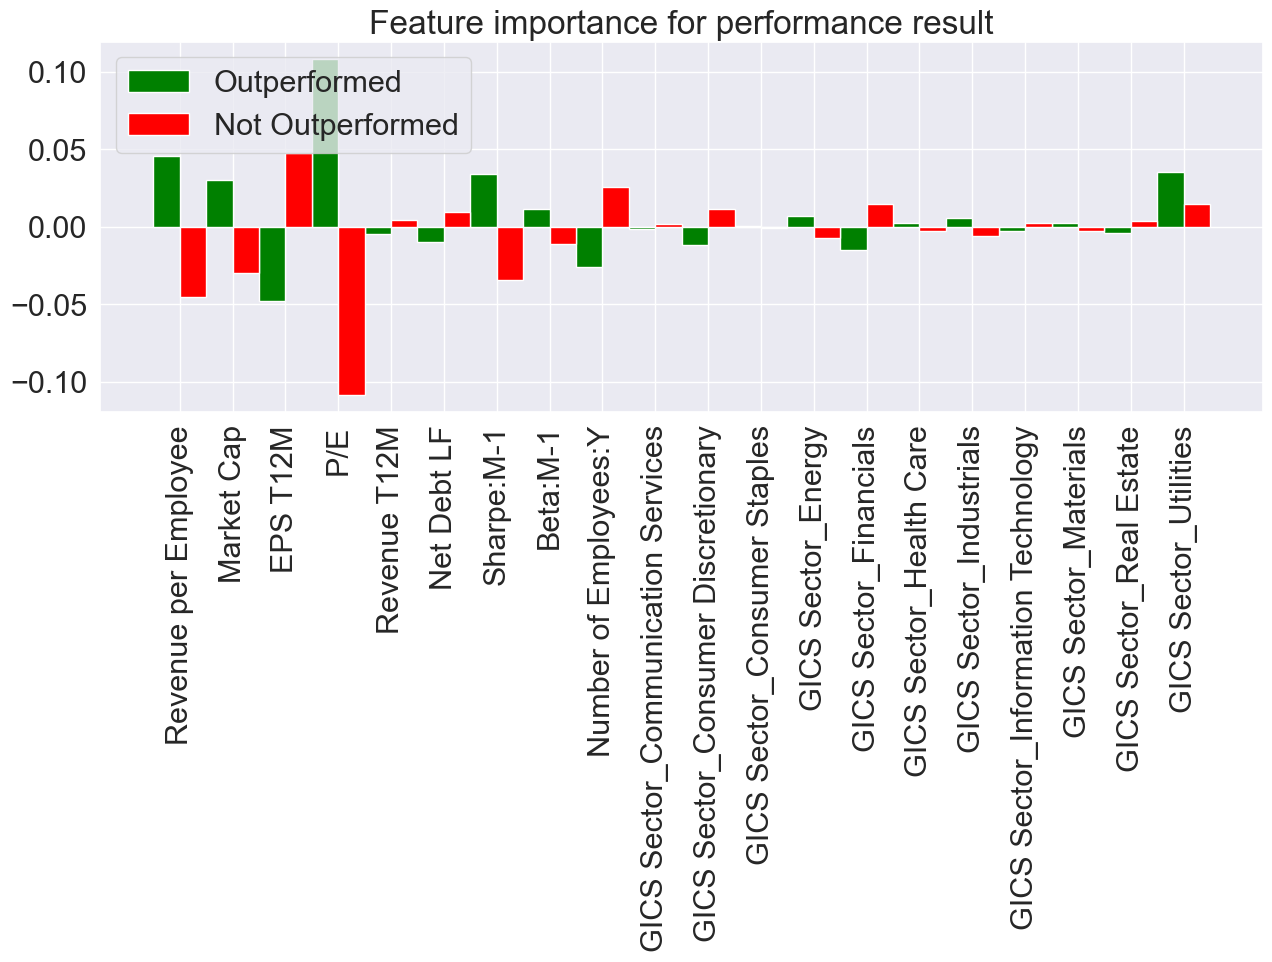 Feature importance for performance result
Outperformed
Not Outperformed
0.10
0.05
0.00
−0.05
−0.10
Revenue per Employee
Market Cap
EPS T12M
P/E
Revenue T12M
Net Debt LF
Sharpe:M-1
Beta:M-1
Number of Employees:Y
GICS Sector_Communication Services
GICS Sector_Consumer Discretionary
GICS Sector_Consumer Staples
GICS Sector_Energy
GICS Sector_Financials
GICS Sector_Health Care
GICS Sector_Industrials
GICS Sector_Information Technology
GICS Sector_Materials
GICS Sector_Real Estate
GICS Sector_Utilities